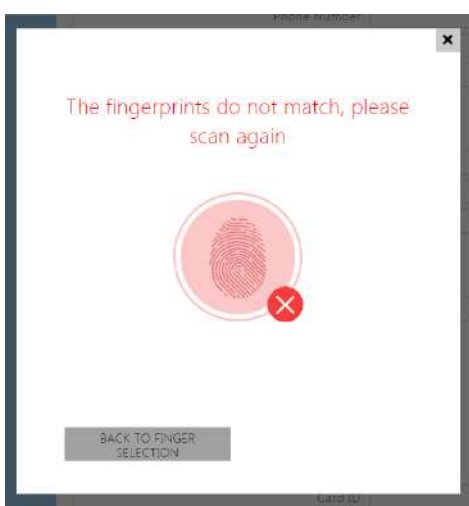 Phone Number
The fingerprints do not match, please
scan again
BACK TO FINGER
SELECTION
Card ID